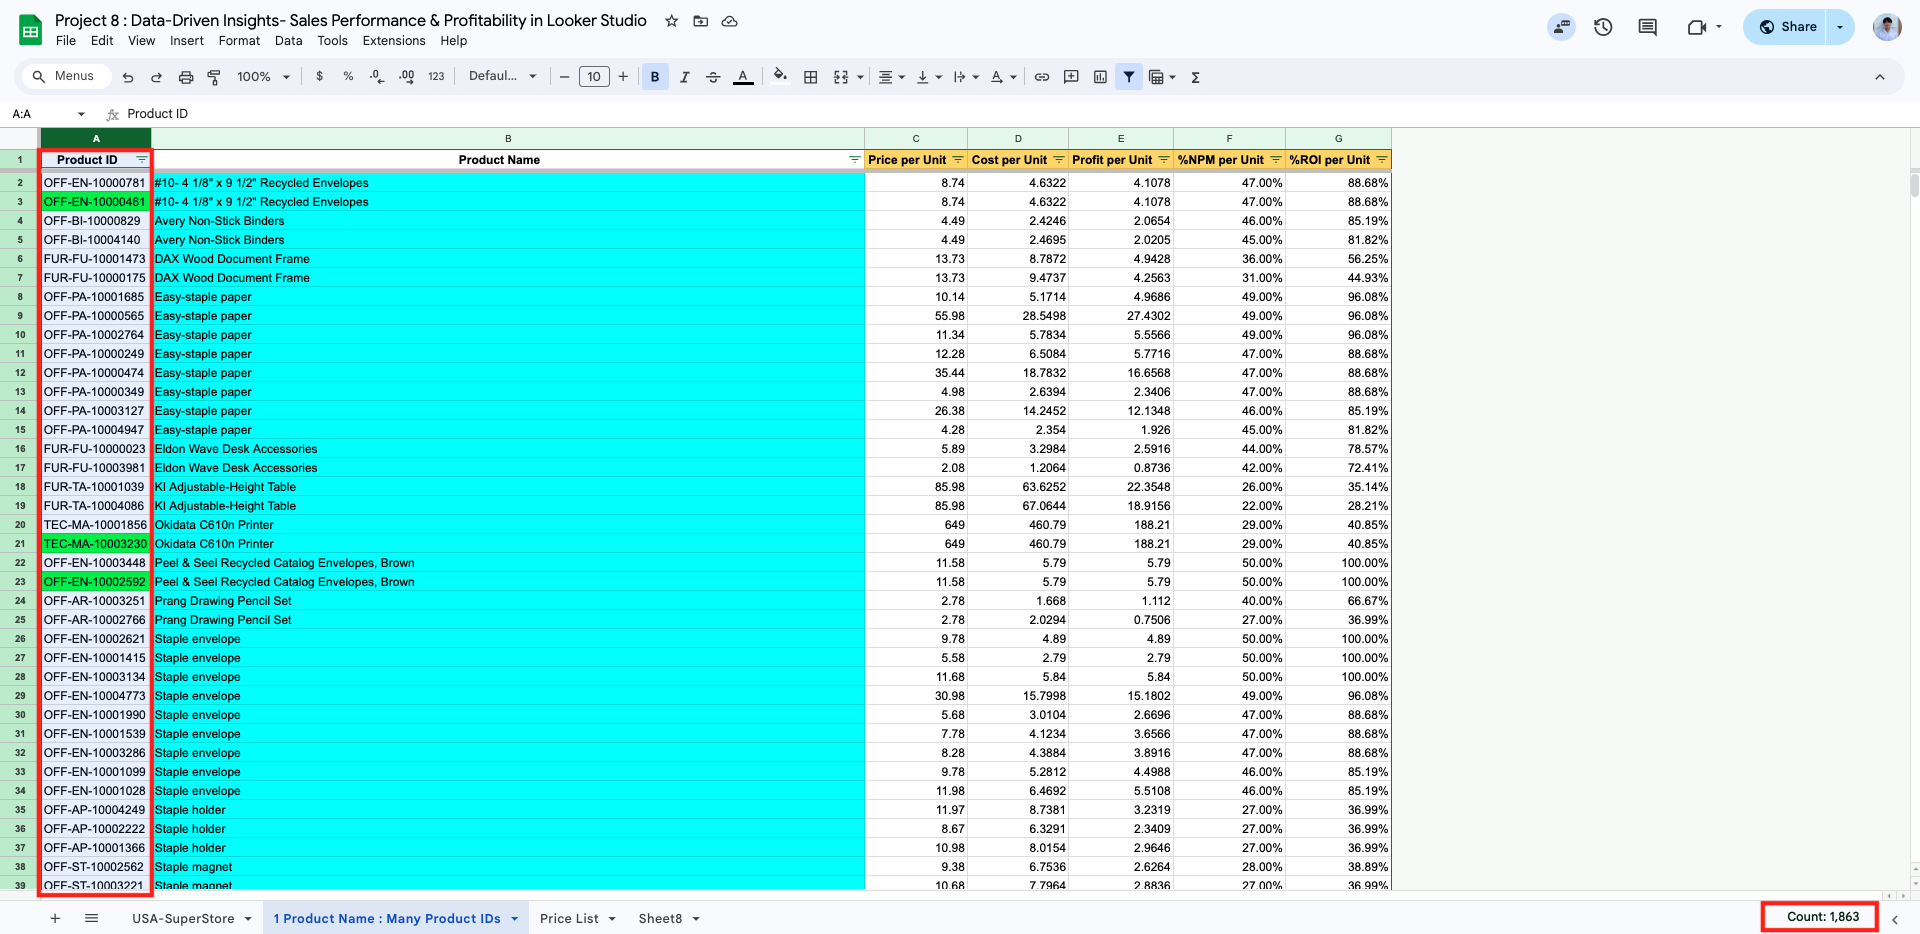 Project 8 : Data-Driven Insights- Sales Performance & Profitability in Looker Studio
File Edit View Insert Format Data Tools Extensions Help
Share
Menus 100% $ % .0 .00 123 Defaul... − 10 + B I S A Σ
A:A fx Product ID
A B C D E F G
1 Product ID Product Name Price per Unit Cost per Unit Profit per Unit %NPM per Unit %ROI per Unit
2 OFF-EN-10000781 #10- 4 1/8" x 9 1/2" Recycled Envelopes 8.74 4.6322 4.1078 47.00% 88.68%
3 OFF-EN-10000461 #10- 4 1/8" x 9 1/2" Recycled Envelopes 8.74 4.6322 4.1078 47.00% 88.68%
4 OFF-BI-10000829 Avery Non-Stick Binders 4.49 2.4246 2.0654 46.00% 85.19%
5 OFF-BI-10004140 Avery Non-Stick Binders 4.49 2.4695 2.0205 45.00% 81.82%
6 FUR-FU-10001473 DAX Wood Document Frame 13.73 8.7872 4.9428 36.00% 56.25%
7 FUR-FU-10000175 DAX Wood Document Frame 13.73 9.4737 4.2563 31.00% 44.93%
8 OFF-PA-10001685 Easy-staple paper 10.14 5.1714 4.9686 49.00% 96.08%
9 OFF-PA-10000565 Easy-staple paper 55.98 28.5498 27.4302 49.00% 96.08%
10 OFF-PA-10002764 Easy-staple paper 11.34 5.7834 5.5566 49.00% 96.08%
11 OFF-PA-10000249 Easy-staple paper 12.28 6.5084 5.7716 47.00% 88.68%
12 OFF-PA-10000474 Easy-staple paper 35.44 18.7832 16.6568 47.00% 88.68%
13 OFF-PA-10000349 Easy-staple paper 4.98 2.6394 2.3406 47.00% 88.68%
14 OFF-PA-10003127 Easy-staple paper 26.38 14.2452 12.1348 46.00% 85.19%
15 OFF-PA-10004947 Easy-staple paper 4.28 2.354 1.926 45.00% 81.82%
16 FUR-FU-10000023 Eldon Wave Desk Accessories 5.89 3.2984 2.5916 44.00% 78.57%
17 FUR-FU-10003981 Eldon Wave Desk Accessories 2.08 1.2064 0.8736 42.00% 72.41%
18 FUR-TA-10001039 KI Adjustable-Height Table 85.98 63.6252 22.3548 26.00% 35.14%
19 FUR-TA-10004086 KI Adjustable-Height Table 85.98 67.0644 18.9156 22.00% 28.21%
20 TEC-MA-10001856 Okidata C610n Printer 649 460.79 188.21 29.00% 40.85%
21 TEC-MA-10003230 Okidata C610n Printer 649 460.79 188.21 29.00% 40.85%
22 OFF-EN-10003448 Peel & Seel Recycled Catalog Envelopes, Brown 11.58 5.79 5.79 50.00% 100.00%
23 OFF-EN-10002592 Peel & Seel Recycled Catalog Envelopes, Brown 11.58 5.79 5.79 50.00% 100.00%
24 OFF-AR-10003251 Prang Drawing Pencil Set 2.78 1.668 1.112 40.00% 66.67%
25 OFF-AR-10002766 Prang Drawing Pencil Set 2.78 2.0294 0.7506 27.00% 36.99%
26 OFF-EN-10002621 Staple envelope 9.78 4.89 4.89 50.00% 100.00%
27 OFF-EN-10001415 Staple envelope 5.58 2.79 2.79 50.00% 100.00%
28 OFF-EN-10003134 Staple envelope 11.68 5.84 5.84 50.00% 100.00%
29 OFF-EN-10004773 Staple envelope 30.98 15.7998 15.1802 49.00% 96.08%
30 OFF-EN-10001990 Staple envelope 5.68 3.0104 2.6696 47.00% 88.68%
31 OFF-EN-10001539 Staple envelope 7.78 4.1234 3.6566 47.00% 88.68%
32 OFF-EN-10003286 Staple envelope 8.28 4.3884 3.8916 47.00% 88.68%
33 OFF-EN-10001099 Staple envelope 9.78 5.2812 4.4988 46.00% 85.19%
34 OFF-EN-10001028 Staple envelope 11.98 6.4692 5.5108 46.00% 85.19%
35 OFF-AP-10004249 Staple holder 11.97 8.7381 3.2319 27.00% 36.99%
36 OFF-AP-10002222 Staple holder 8.67 6.3291 2.3409 27.00% 36.99%
37 OFF-AP-10001366 Staple holder 10.98 8.0154 2.9646 27.00% 36.99%
38 OFF-ST-10002562 Staple magnet 9.38 6.7536 2.6264 28.00% 38.89%
39 OFF-ST-10003221 Staple magnet 10.68 7.7964 2.8836 27.00% 36.99%
USA-SuperStore 1 Product Name : Many Product IDs Price List Sheet8 Count: 1,863